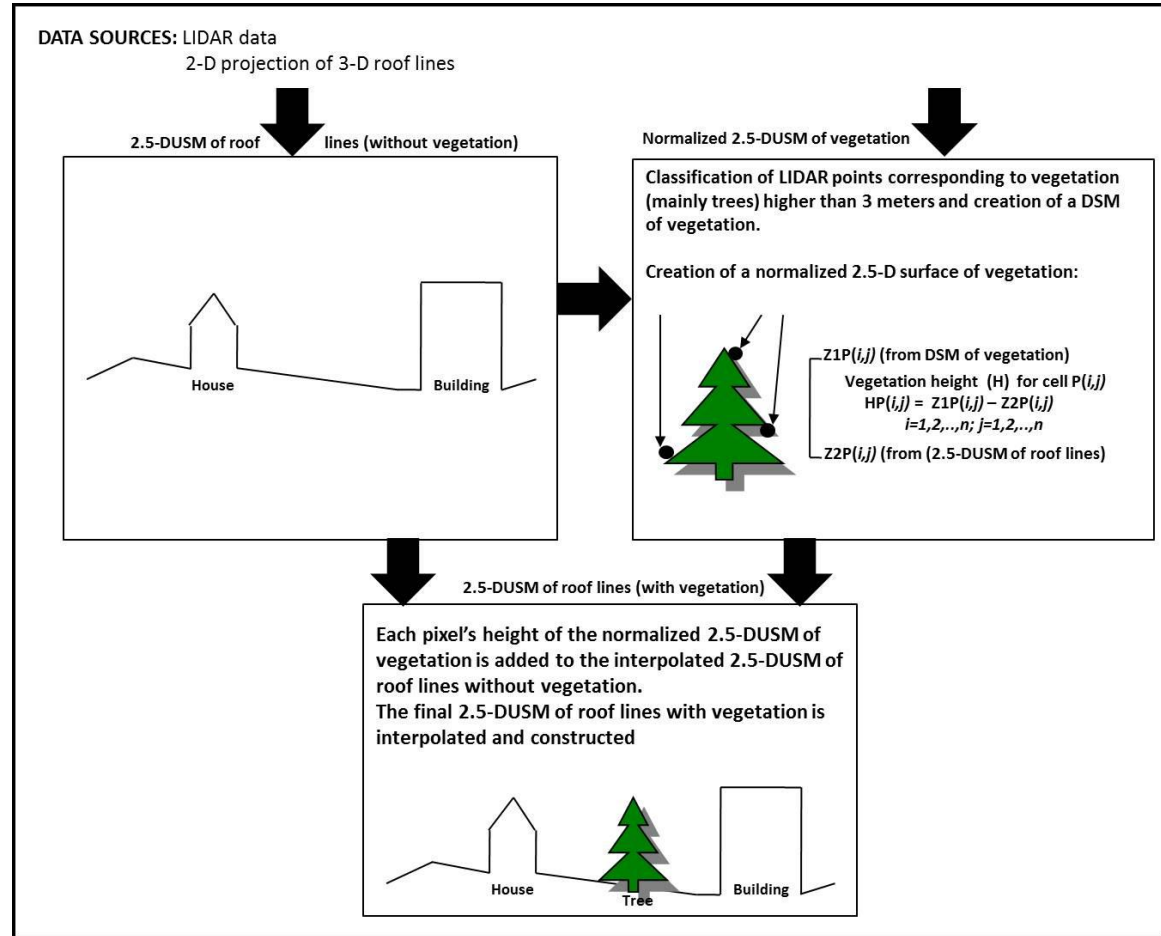 DATA SOURCES: LIDAR data
2-D projection of 3-D roof lines
2.5-DUSM of roof lines (without vegetation)
House
Building
Normalized 2.5-DUSM of vegetation
Classification of LIDAR points corresponding to vegetation
(mainly trees) higher than 3 meters and creation of a DSM
of vegetation.
Creation of a normalized 2.5-D surface of vegetation:
Z1P(i,j) (from DSM of vegetation)
Vegetation height (H) for cell P(i,j)
HP(i,j) = Z1P(i,j) – Z2P(i,j)
i=1,2,..,n; j=1,2,..,n
Z2P(i,j) (from (2.5-DUSM of roof lines)
2.5-DUSM of roof lines (with vegetation)
Each pixel's height of the normalized 2.5-DUSM of
vegetation is added to the interpolated 2.5-DUSM of
roof lines without vegetation.
The final 2.5-DUSM of roof lines with vegetation is
interpolated and constructed
House
Tree
Building